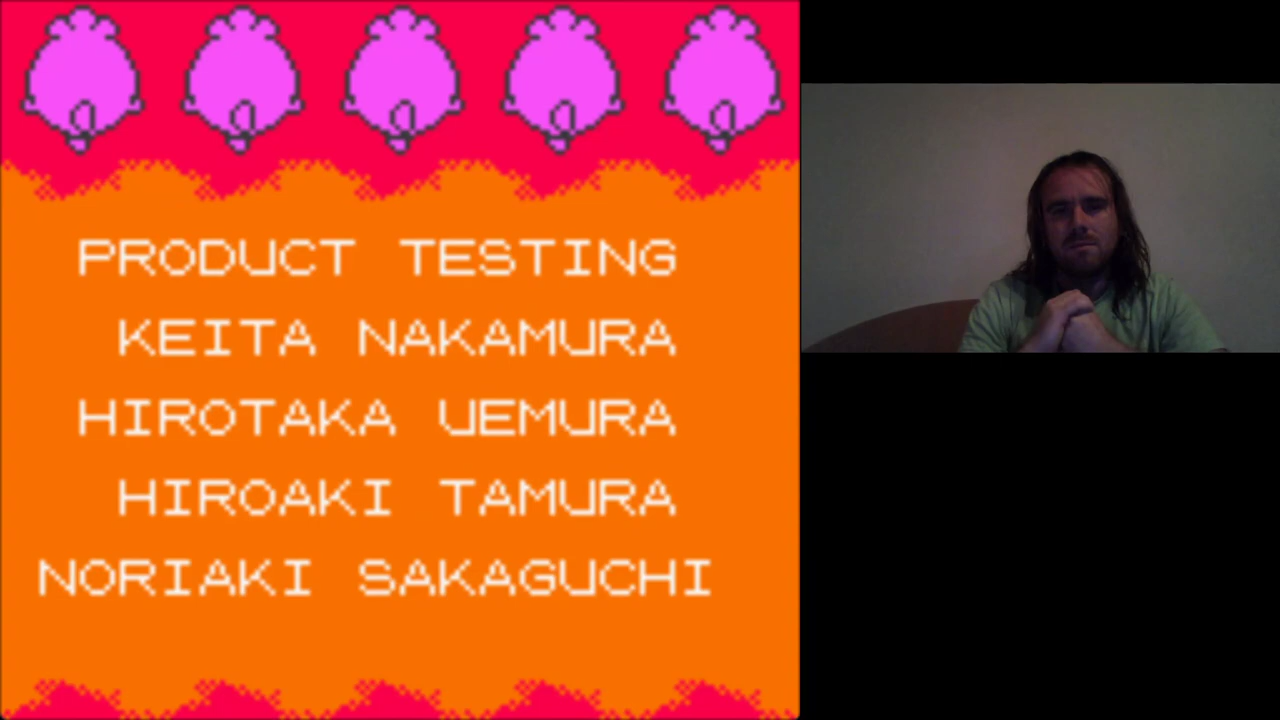 PRODUCT TESTING
KEITA NAKAMURA
HIROTAKA UEMURA
HIROAKI TAMURA
NORIAKI SAKAGUCHI